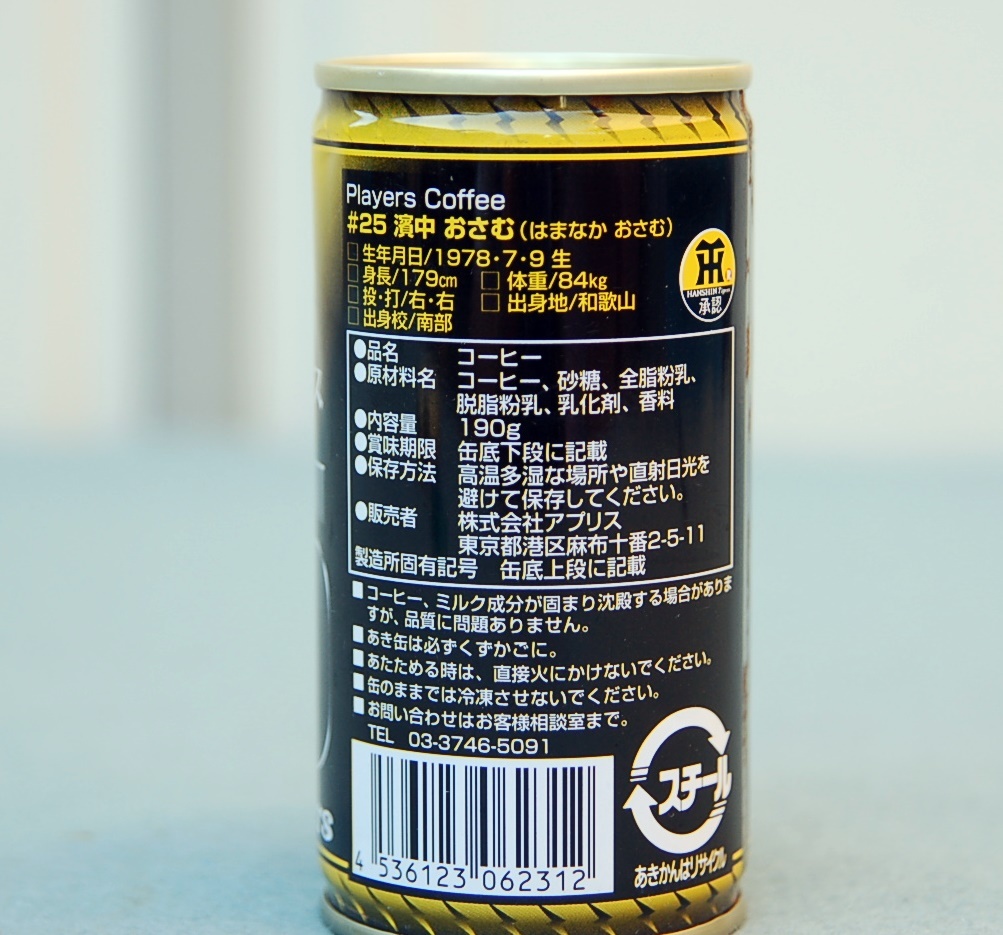 Players Coffee
#25 濱中 おさむ(はまなか おさむ)
□生年月日/1978・7・9 生
□身長/179cm □体重/84kg
□投・打/右・右 □出身地/和歌山
□出身校/南部
HANSHIN Tigers
承認
●品名 コーヒー
●原材料名 コーヒー、砂糖、全脂粉乳、
脱脂粉乳、乳化剤、香料
●内容量 190g
●賞味期限 缶底下段に記載
●保存方法 高温多湿な場所や直射日光を
避けて保存してください。
●販売者 株式会社アプリス
東京都港区麻布十番2-5-11
製造所固有記号 缶底上段に記載
■コーヒー、ミルク成分が固まり沈殿する場合がありま
すが、品質に問題ありません。
■あき缶は必ずくずかごに。
■あたためる時は、直接火にかけないでください。
■缶のままでは冷凍させないでください。
■お問い合わせはお客様相談室まで。
TEL 03-3746-5091
スチール
あきかんはリサイクル
4 536123 062312